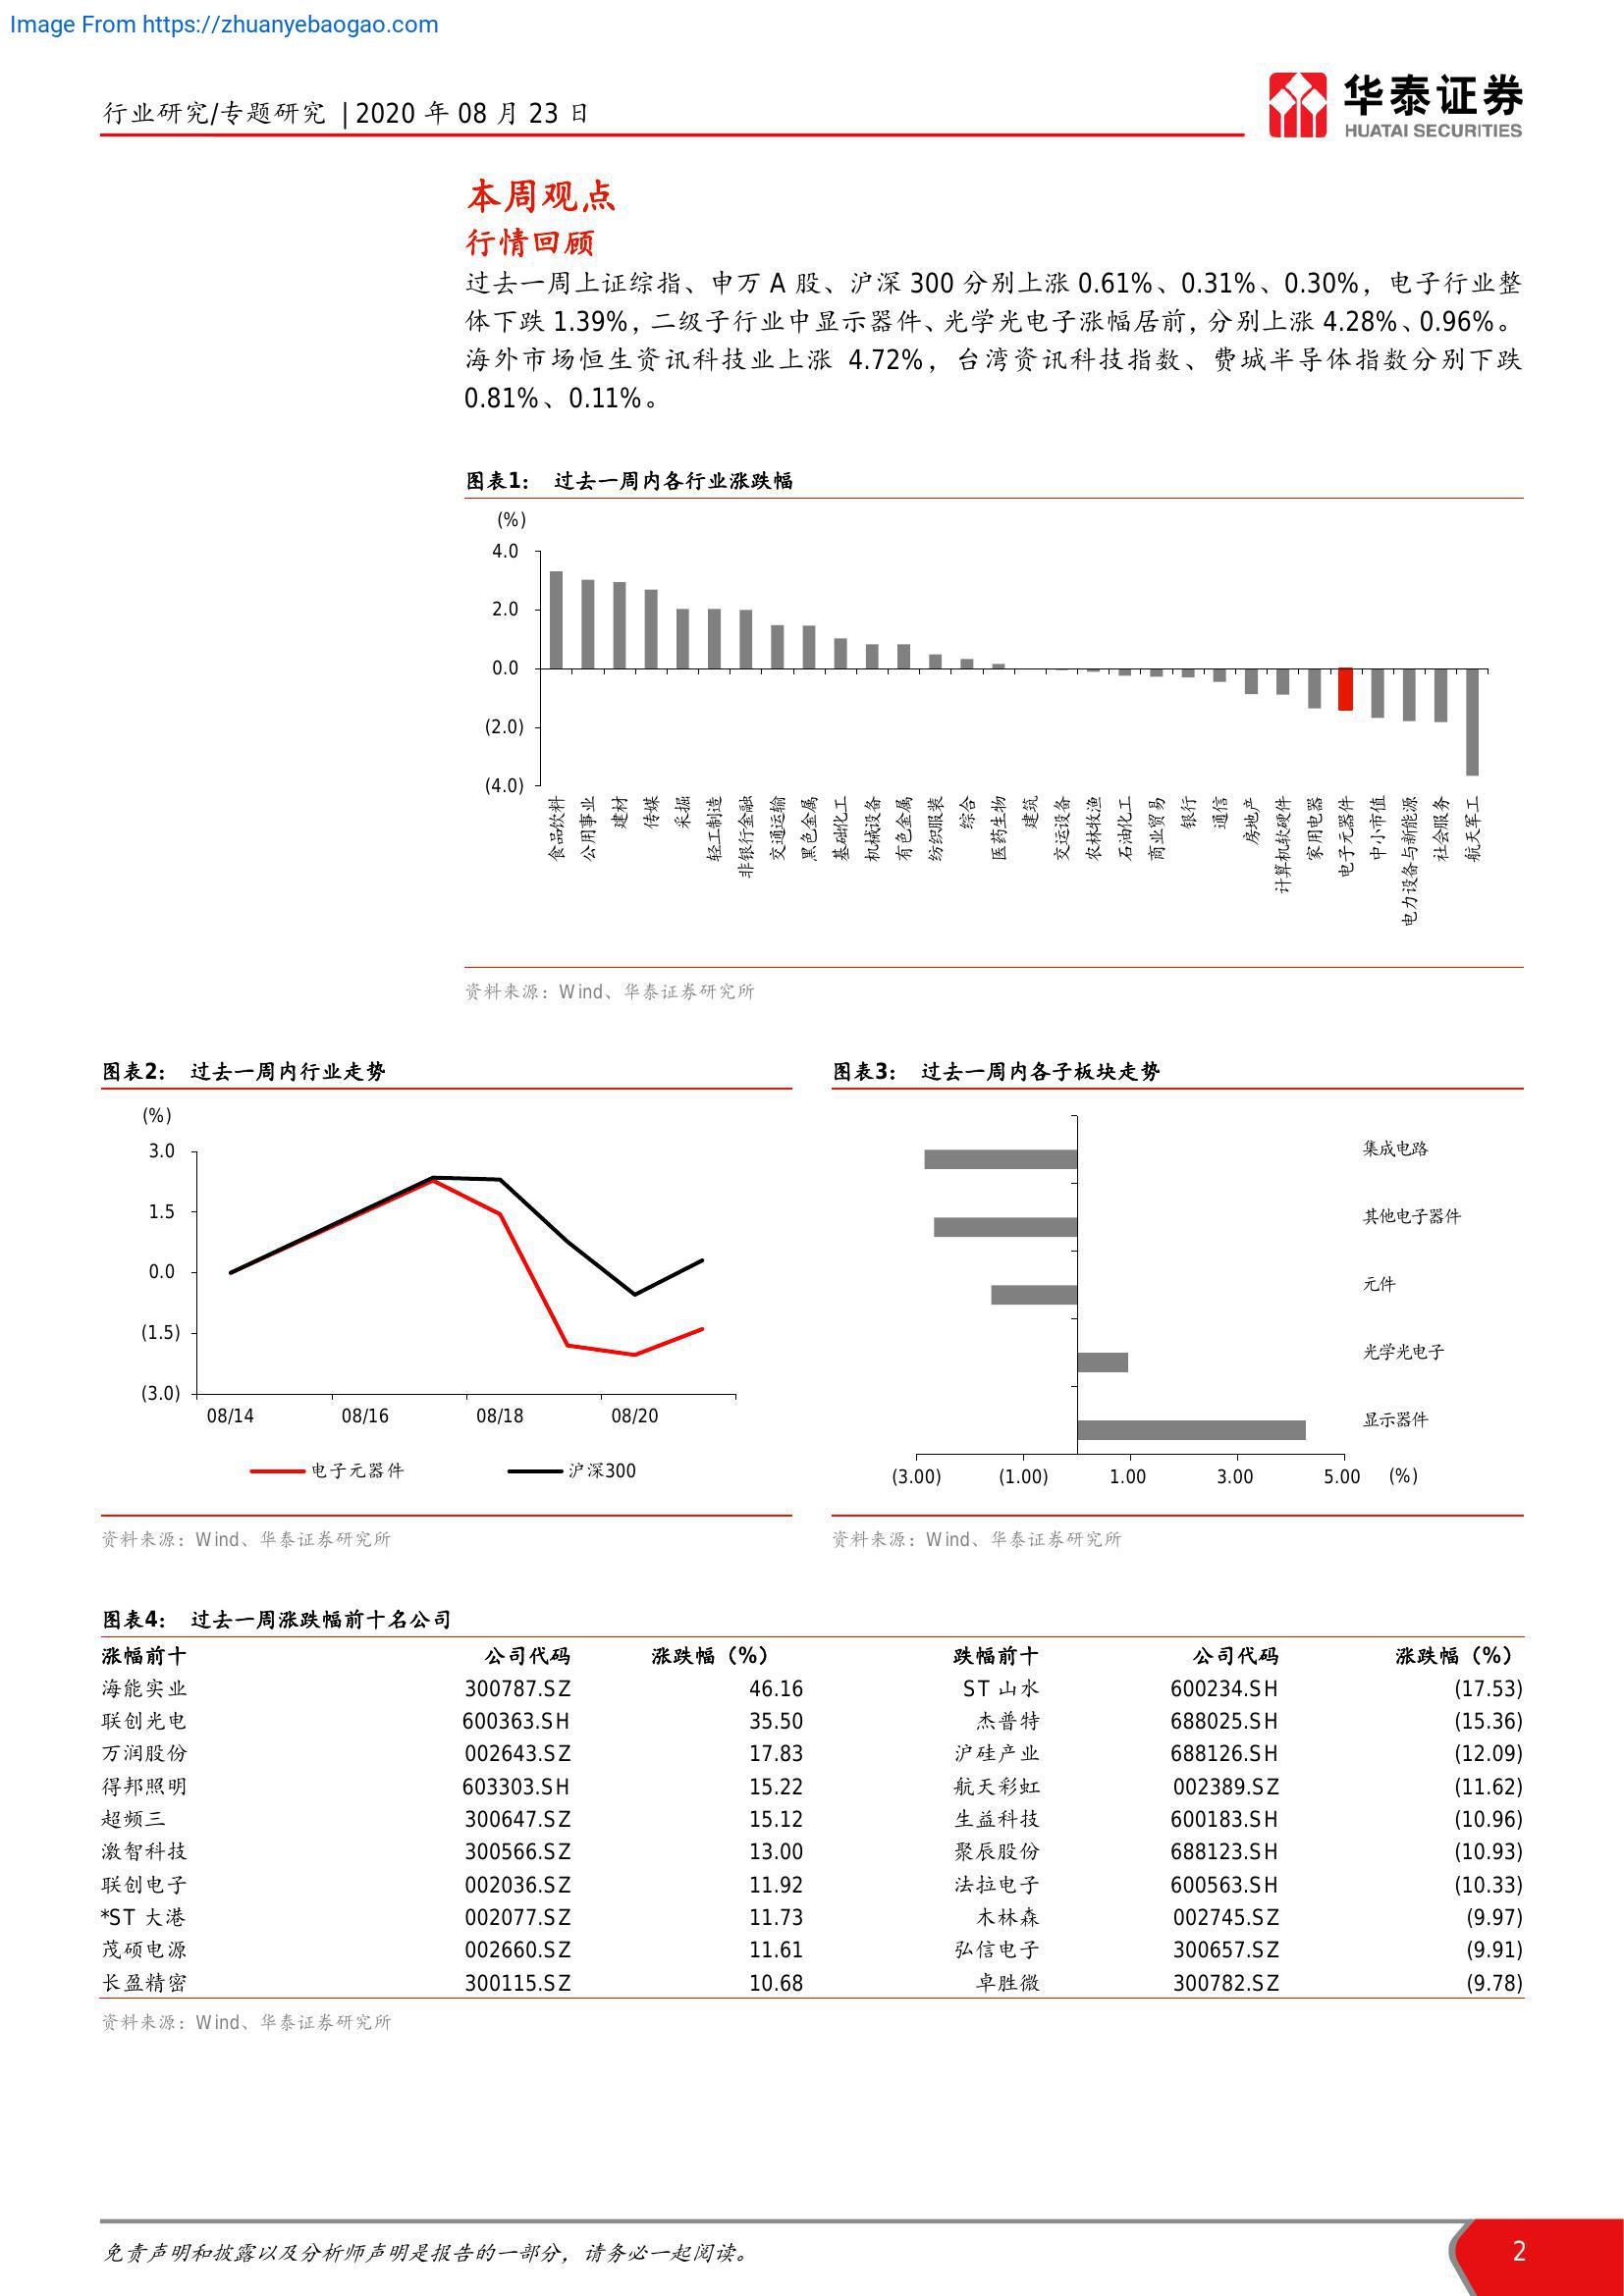 Image From https://zhuanyebaogao.com
行业研究/专题研究 | 2020 年 08 月 23 日
华泰证券
HUATAI SECURITIES
本周观点
行情回顾
过去一周上证综指、申万 A 股、沪深 300 分别上涨 0.61%、0.31%、0.30%，电子行业整
体下跌 1.39%，二级子行业中显示器件、光学光电子涨幅居前，分别上涨 4.28%、0.96%。
海外市场恒生资讯科技业上涨 4.72%，台湾资讯科技指数、费城半导体指数分别下跌
0.81%、0.11%。
图表1： 过去一周内各行业涨跌幅
(%)
4.0
2.0
0.0
(2.0)
(4.0)
食品饮料
公用事业
建材
传媒
采掘
轻工制造
非银行金融
交通运输
黑色金属
基础化工
机械设备
有色金属
纺织服装
综合
医药生物
建筑
交运设备
农林牧渔
石油化工
商业贸易
银行
通信
房地产
计算机软硬件
家用电器
电子元器件
中小市值
电力设备与新能源
社会服务
航天军工
资料来源：Wind、华泰证券研究所
图表2： 过去一周内行业走势
(%)
3.0
1.5
0.0
(1.5)
(3.0)
08/14 08/16 08/18 08/20
电子元器件 沪深300
资料来源：Wind、华泰证券研究所
图表3： 过去一周内各子板块走势
集成电路
其他电子器件
元件
光学光电子
显示器件
(3.00) (1.00) 1.00 3.00 5.00 (%)
资料来源：Wind、华泰证券研究所
图表4： 过去一周涨跌幅前十名公司
涨幅前十 公司代码 涨跌幅（%） 跌幅前十 公司代码 涨跌幅（%）
海能实业 300787.SZ 46.16 ST 山水 600234.SH (17.53)
联创光电 600363.SH 35.50 杰普特 688025.SH (15.36)
万润股份 002643.SZ 17.83 沪硅产业 688126.SH (12.09)
得邦照明 603303.SH 15.22 航天彩虹 002389.SZ (11.62)
超频三 300647.SZ 15.12 生益科技 600183.SH (10.96)
激智科技 300566.SZ 13.00 聚辰股份 688123.SH (10.93)
联创电子 002036.SZ 11.92 法拉电子 600563.SH (10.33)
*ST 大港 002077.SZ 11.73 木林森 002745.SZ (9.97)
茂硕电源 002660.SZ 11.61 弘信电子 300657.SZ (9.91)
长盈精密 300115.SZ 10.68 卓胜微 300782.SZ (9.78)
资料来源：Wind、华泰证券研究所
免责声明和披露以及分析师声明是报告的一部分，请务必一起阅读。
2